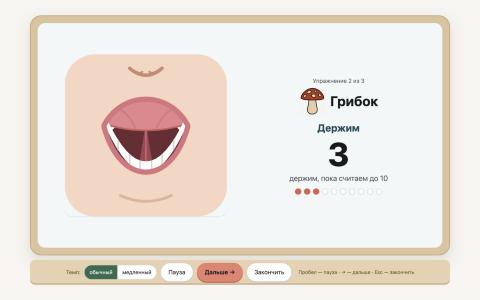 Упражнение 2 из 3
Грибок
Держим
3
держим, пока считаем до 10
Темп: обычный медленный Пауза Дальше → Закончить Пробел — пауза · → — дальше · Esc — закончить